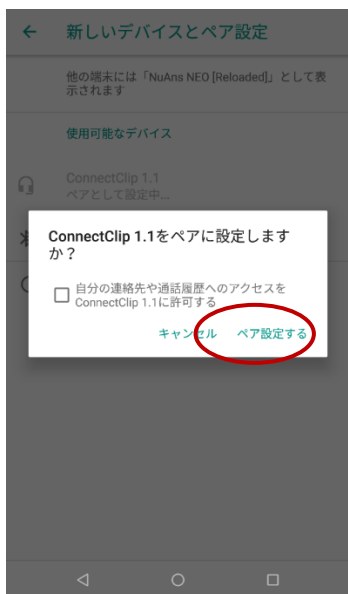 新しいデバイスとペア設定
他の端末には「NuAns NEO [Reloaded]」として表
示されます
使用可能なデバイス
ConnectClip 1.1
ペアとして設定中...
ConnectClip 1.1をペアに設定します
か？
自分の連絡先や通話履歴へのアクセスを
ConnectClip 1.1に許可する
キャンセル ペア設定する